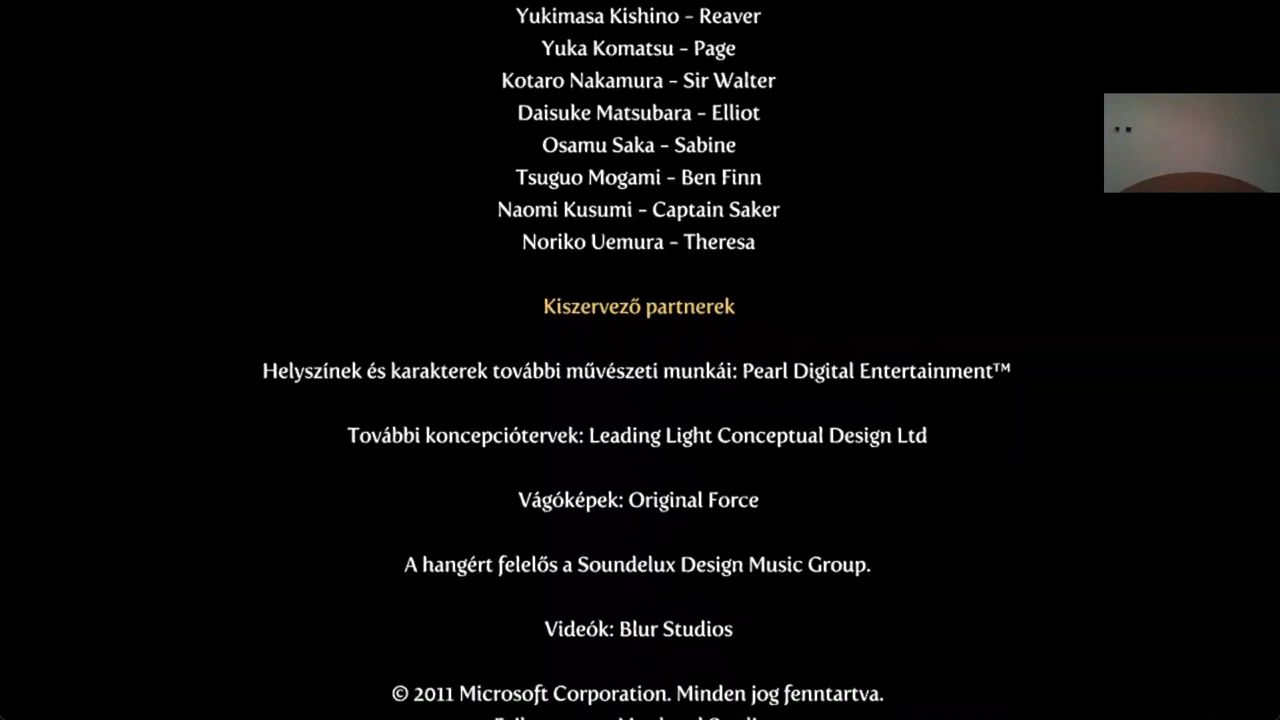 Yukimasa Kishino - Reaver
Yuka Komatsu - Page
Kotaro Nakamura - Sir Walter
Daisuke Matsubara - Elliot
Osamu Saka - Sabine
Tsuguo Mogami - Ben Finn
Naomi Kusumi - Captain Saker
Noriko Uemura - Theresa
Kiszervező partnerek
Helyszínek és karakterek további művészeti munkái: Pearl Digital Entertainment™
További koncepciótervek: Leading Light Conceptual Design Ltd
Vágóképek: Original Force
A hangért felelős a Soundelux Design Music Group.
Videók: Blur Studios
© 2011 Microsoft Corporation. Minden jog fenntartva.